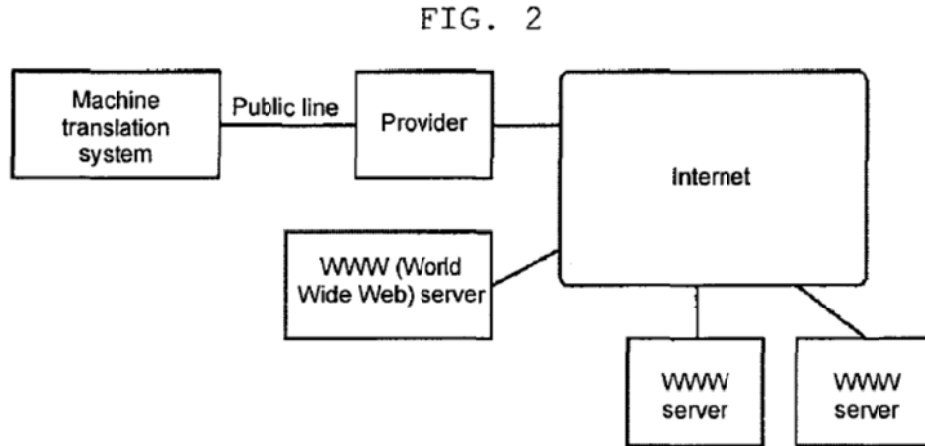 FIG. 2
Machine
translation
system
Public line
Provider
Internet
WWW (World
Wide Web) server
WWW
server
WWW
server